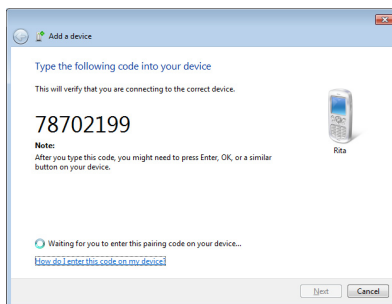 Add a device
Type the following code into your device
This will verify that you are connecting to the correct device.
78702199
Note:
After you type this code, you might need to press Enter, OK, or a similar
button on your device.
Rita
Waiting for you to enter this pairing code on your device...
How do I enter this code on my device?
Next
Cancel